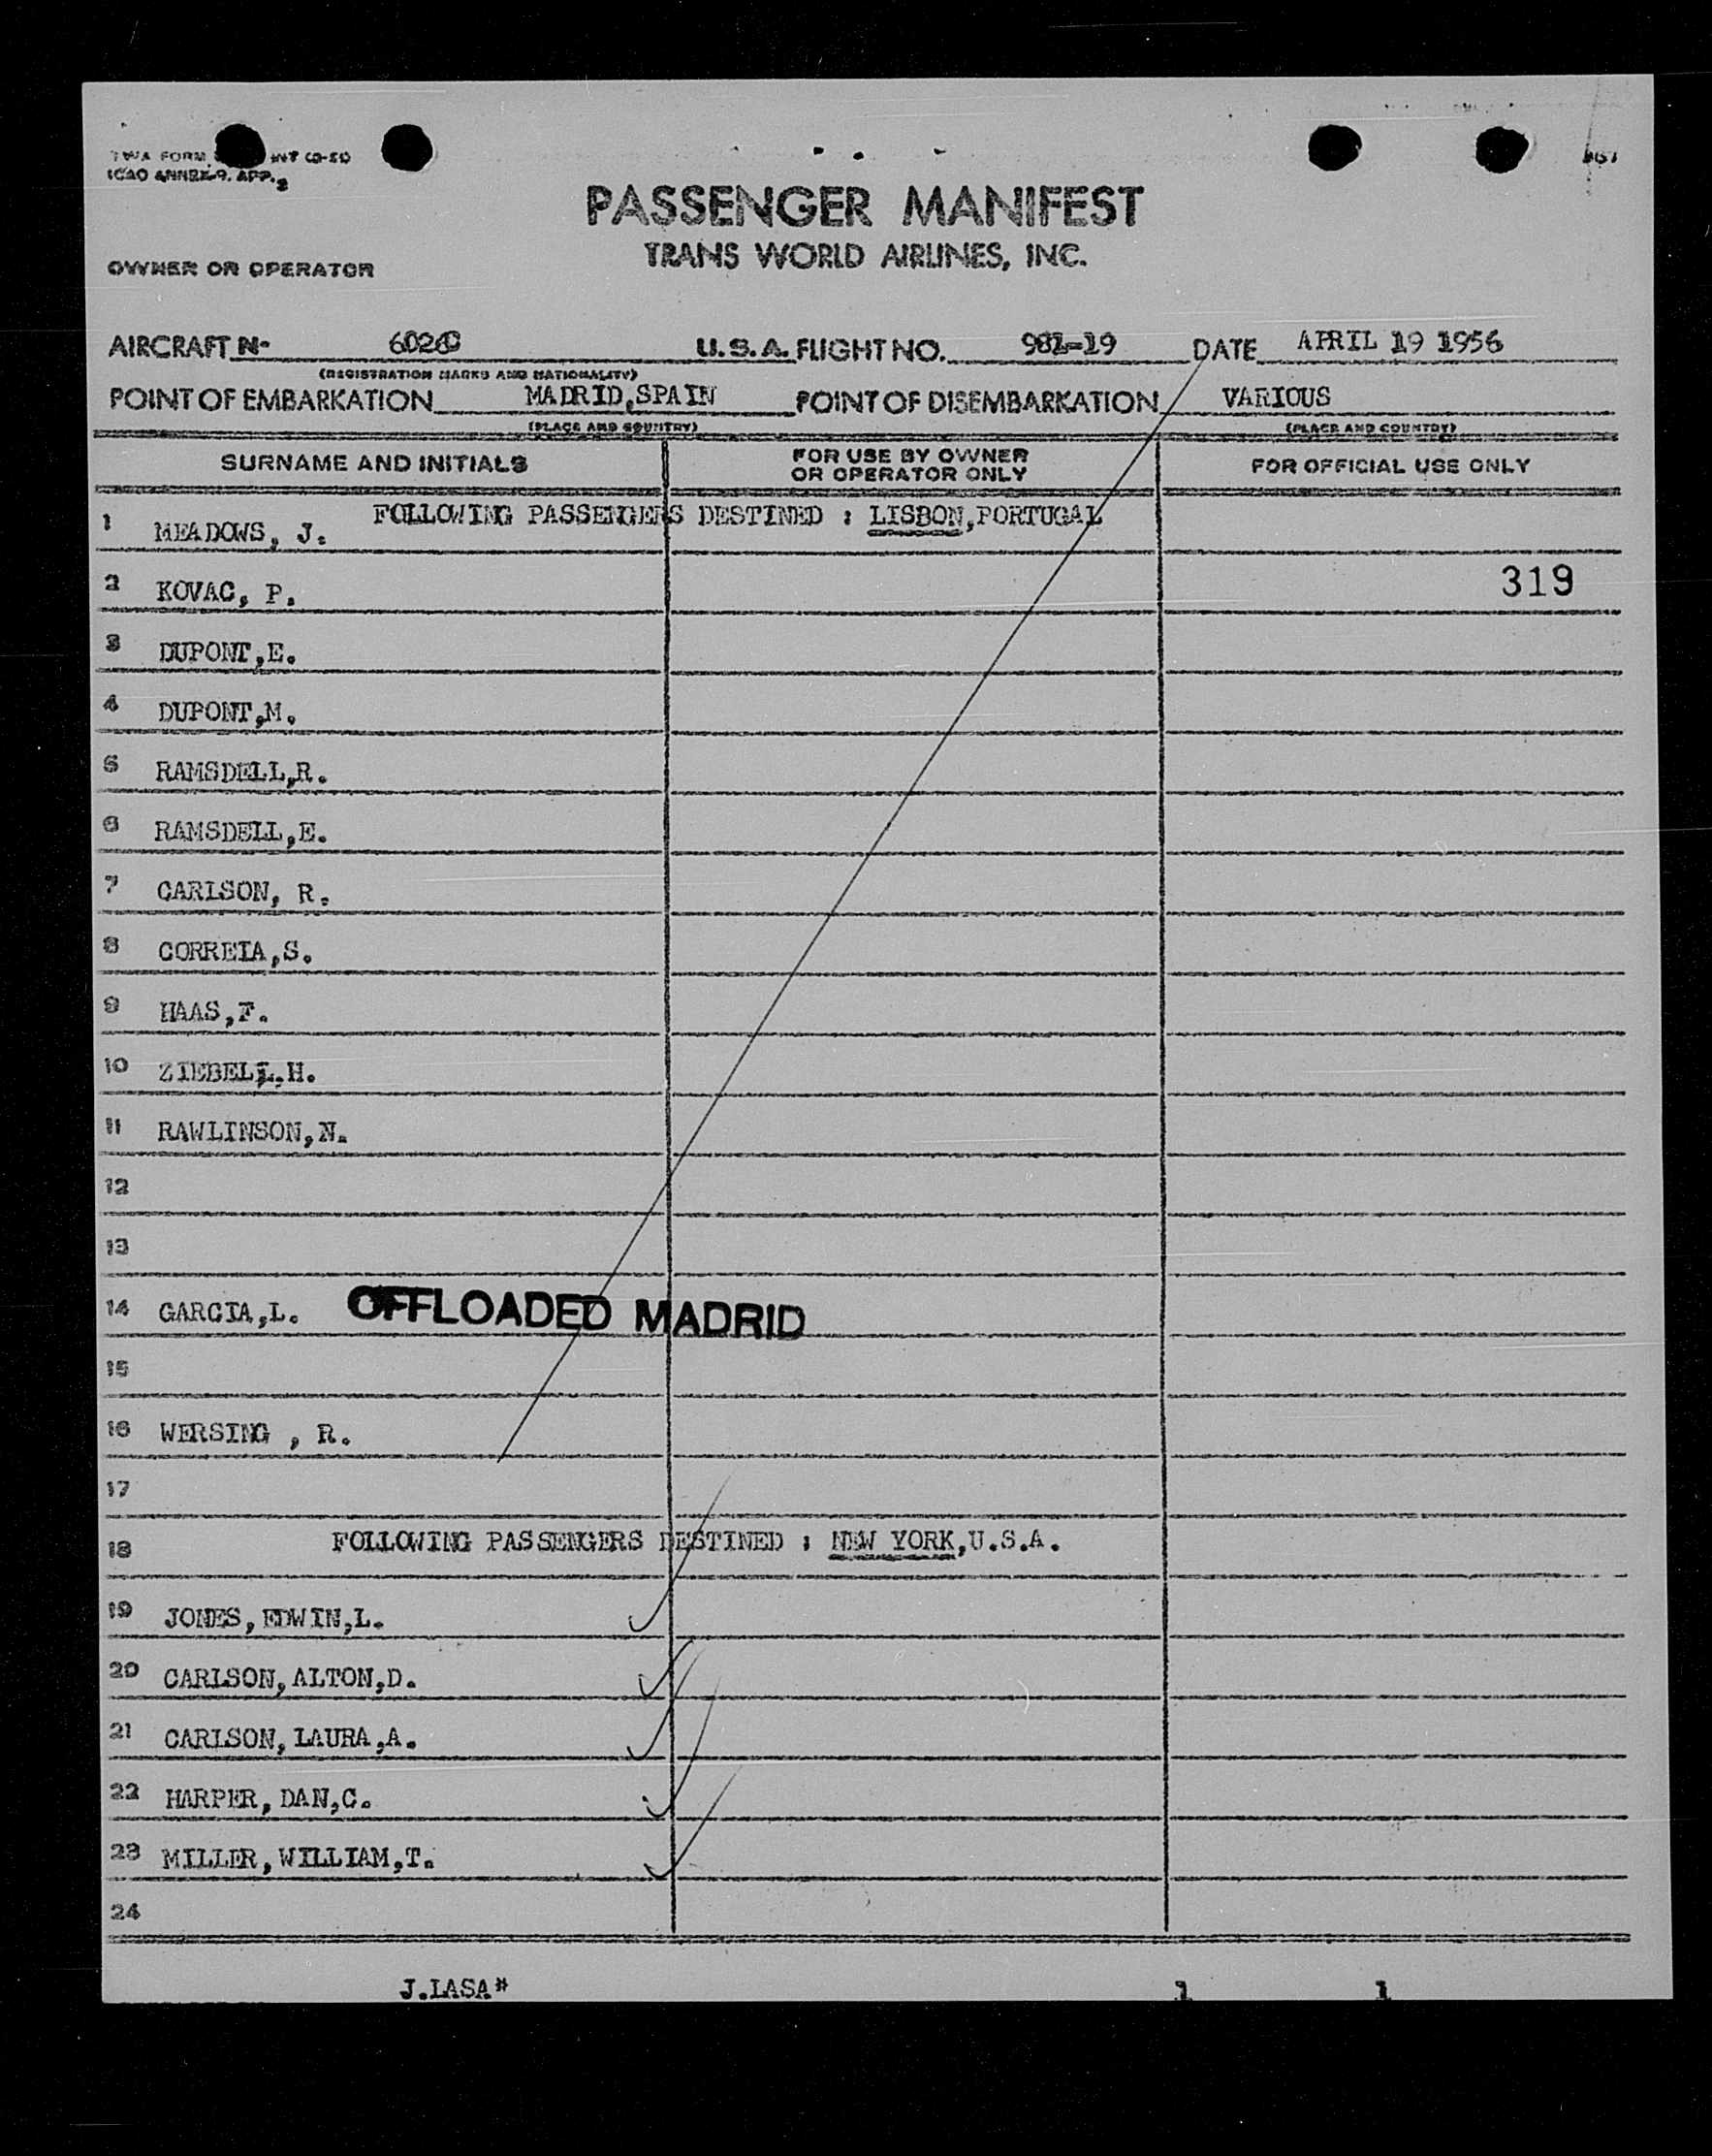 TWA FORM INT (3-51)
ICAO ANNEX-9. APP. 2
PASSENGER MANIFEST
TRANS WORLD AIRLINES, INC.
OWNER OR OPERATOR
AIRCRAFT N- 6026C U.S.A. FLIGHT NO. 981-19 DATE APRIL 19 1956
(REGISTRATION MARKS AND NATIONALITY)
POINT OF EMBARKATION MADRID,SPAIN POINT OF DISEMBARKATION VARIOUS
(PLACE AND COUNTRY) (PLACE AND COUNTRY)
SURNAME AND INITIALS FOR USE BY OWNER OR OPERATOR ONLY FOR OFFICIAL USE ONLY
FOLLOWING PASSENGERS DESTINED : LISBON,PORTUGAL
1 MEADOWS, J.
2 KOVAC, P. 319
3 DUPONT,E.
4 DUPONT,M.
5 RAMSDELL,R.
6 RAMSDELL,E.
7 CARLSON, R.
8 CORREIA,S.
9 HAAS,F.
10 ZIEBELL.H.
11 RAWLINSON,N.
12
13
14 GARCIA,L. OFFLOADED MADRID
15
16 WERSING , R.
17
18 FOLLOWING PASSENGERS DESTINED : NEW YORK,U.S.A.
19 JONES, EDWIN,L.
20 CARLSON, ALTON,D.
21 CARLSON, LAURA,A.
22 HARPER, DAN,C.
23 MILLER, WILLIAM,T.
24
J.LASA* 1 1